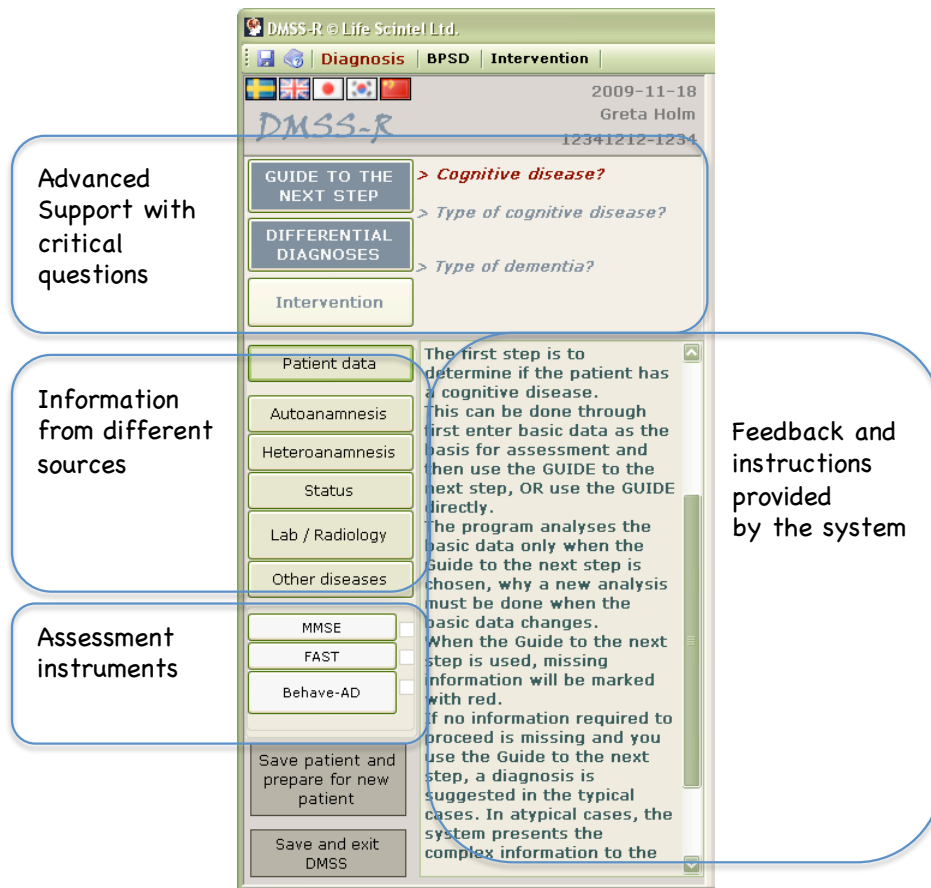 DMSS-R © Life Scintel Ltd.
Diagnosis BPSD Intervention
2009-11-18
Greta Holm
DMSS-R
12341212-1234
Advanced
Support with
critical
questions
GUIDE TO THE
NEXT STEP
DIFFERENTIAL
DIAGNOSES
Intervention
> Cognitive disease?
> Type of cognitive disease?
> Type of dementia?
Information
from different
sources
Patient data
Autoanamnesis
Heteroanamnesis
Status
Lab / Radiology
Other diseases
Assessment
instruments
MMSE
FAST
Behave-AD
Save patient and
prepare for new
patient
Save and exit
DMSS
The first step is to
determine if the patient has
a cognitive disease.
This can be done through
first enter basic data as the
basis for assessment and
then use the GUIDE to the
next step, OR use the GUIDE
directly.
The program analyses the
basic data only when the
Guide to the next step is
chosen, why a new analysis
must be done when the
basic data changes.
When the Guide to the next
step is used, missing
information will be marked
with red.
If no information required to
proceed is missing and you
use the Guide to the next
step, a diagnosis is
suggested in the typical
cases. In atypical cases, the
system presents the
complex information to the
Feedback and
instructions
provided
by the system